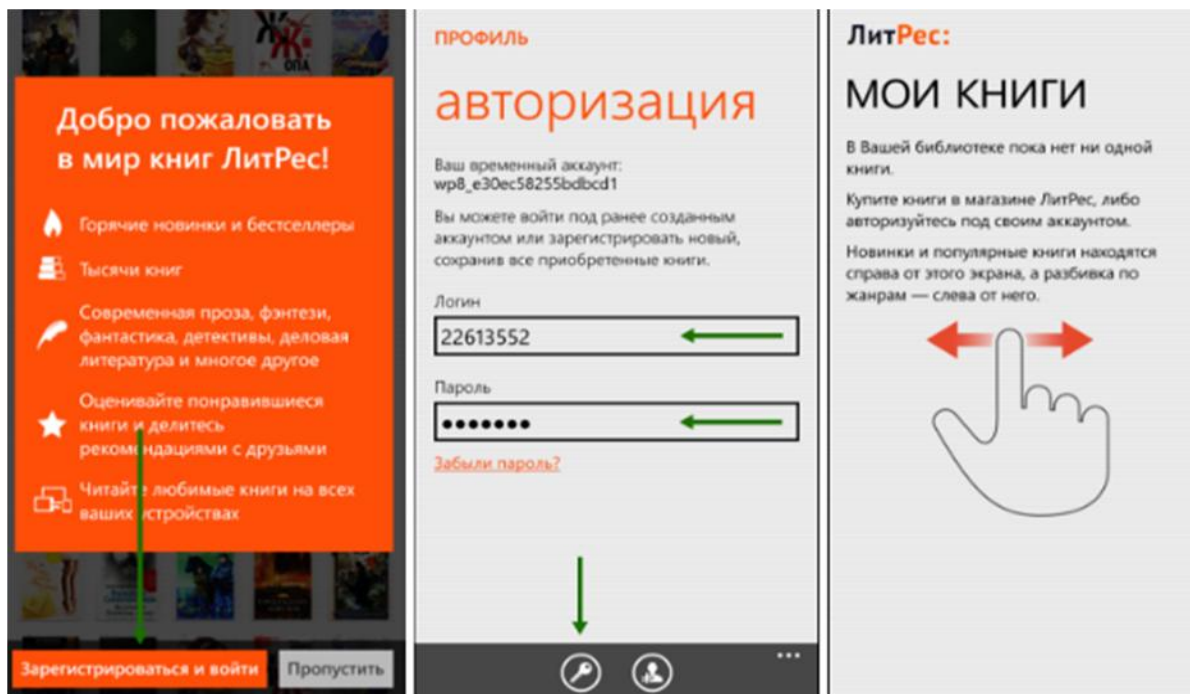 Добро пожаловать
в мир книг ЛитРес!
Горячие новинки и бестселлеры
Тысячи книг
Современная проза, фэнтези,
фантастика, детективы, деловая
литература и многое другое
Оценивайте понравившиеся
книги и делитесь
рекомендациями с друзьями
Читайте любимые книги на всех
ваших устройствах
Зарегистрироваться и войти
Пропустить
ПРОФИЛЬ
авторизация
Ваш временный аккаунт:
wp8_e30ec58255bdbcd1
Вы можете войти под ранее созданным
аккаунтом или зарегистрировать новый,
сохранив все приобретенные книги.
Логин
22613552
Пароль
•••••••
Забыли пароль?
ЛитРес:
МОИ КНИГИ
В Вашей библиотеке пока нет ни одной
книги.
Купите книги в магазине ЛитРес, либо
авторизуйтесь под своим аккаунтом.
Новинки и популярные книги находятся
справа от этого экрана, а разбивка по
жанрам — слева от него.